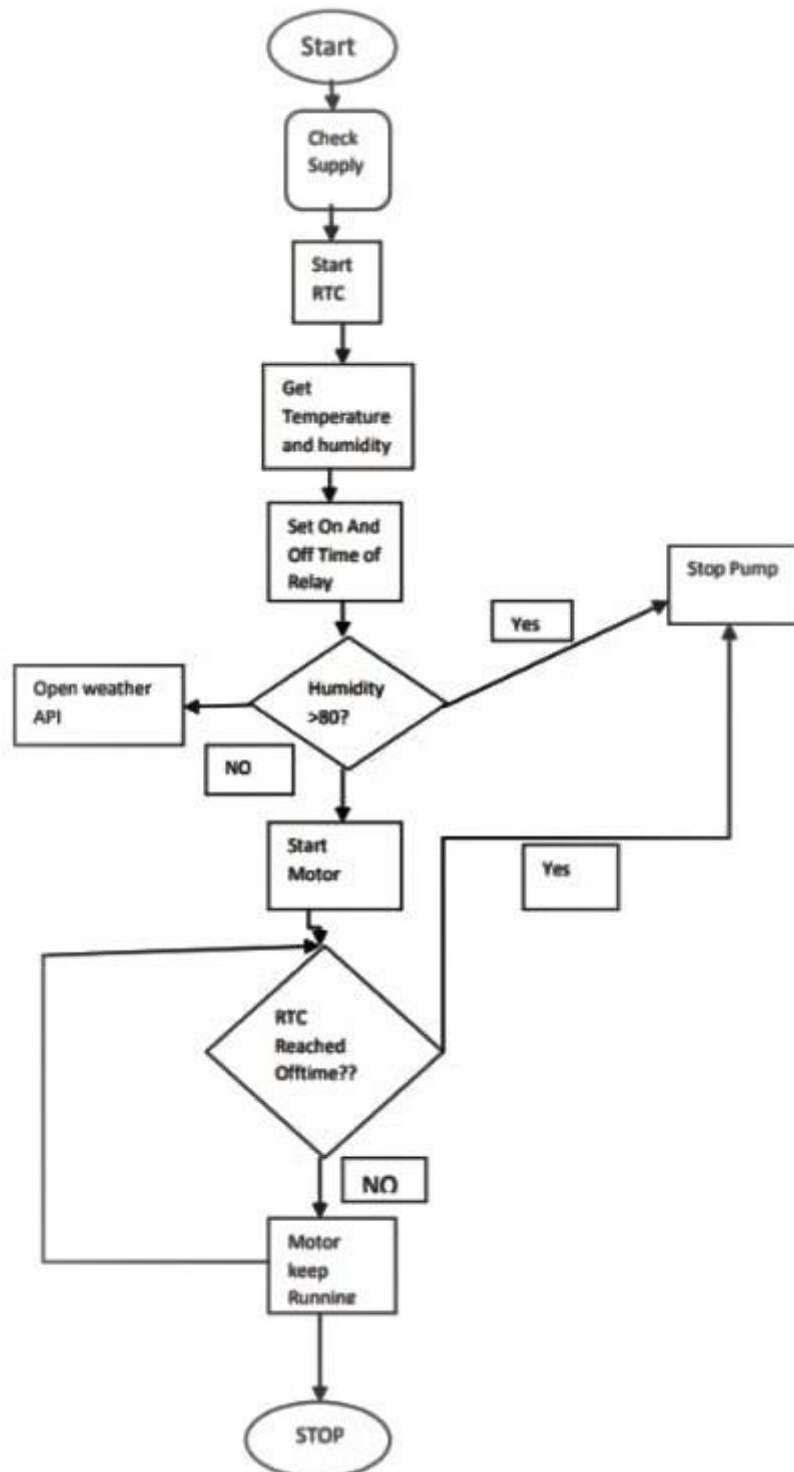 Start
Check
Supply
Start
RTC
Get
Temperature
and humidity
Set On And
Off Time of
Relay
Yes
Stop Pump
Open weather
API
Humidity
>80?
NO
Start
Motor
Yes
RTC
Reached
Offtime??
NO
Motor
keep
Running
STOP